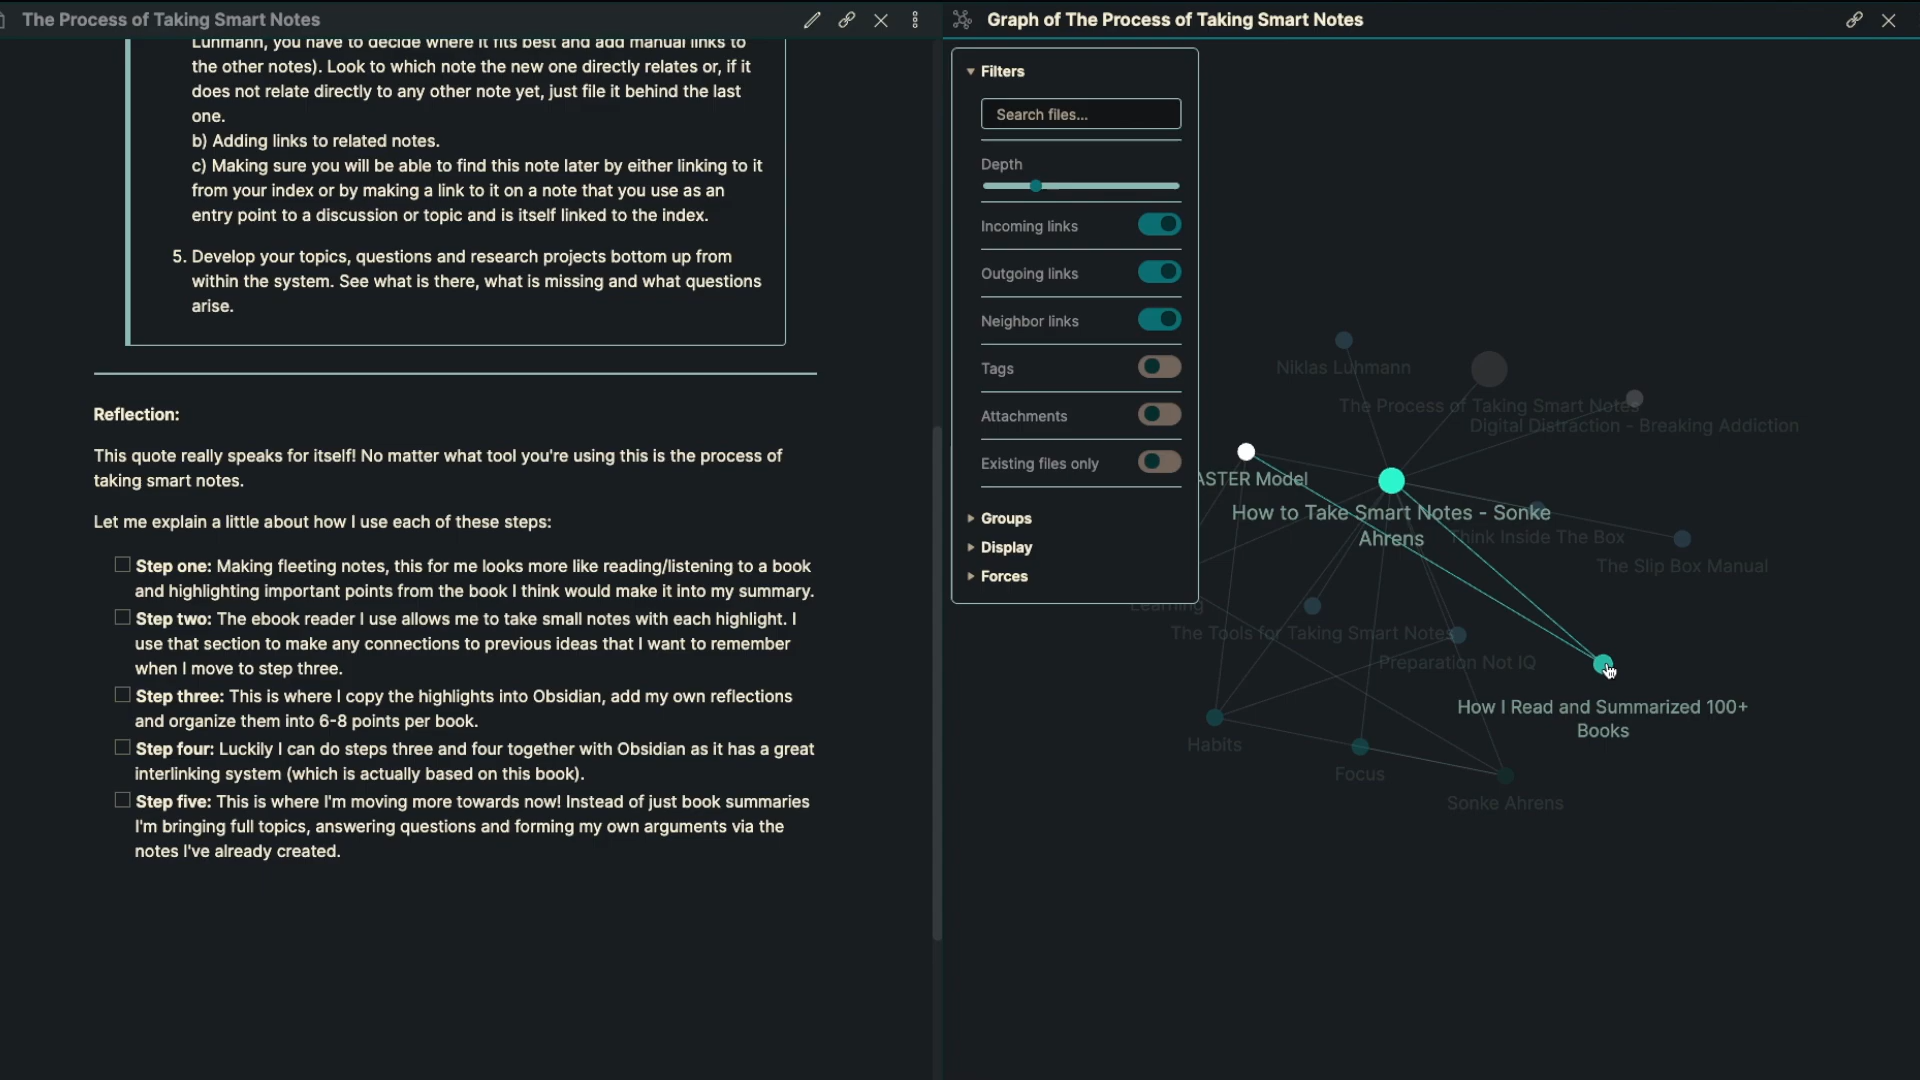 The Process of Taking Smart Notes
Luhmann, you have to decide where it fits best and add manual links to
the other notes). Look to which note the new one directly relates or, if it
does not relate directly to any other note yet, just file it behind the last
one.
b) Adding links to related notes.
c) Making sure you will be able to find this note later by either linking to it
from your index or by making a link to it on a note that you use as an
entry point to a discussion or topic and is itself linked to the index.
5. Develop your topics, questions and research projects bottom up from
within the system. See what is there, what is missing and what questions
arise.
Reflection:
This quote really speaks for itself! No matter what tool you're using this is the process of
taking smart notes.
Let me explain a little about how I use each of these steps:
Step one: Making fleeting notes, this for me looks more like reading/listening to a book
and highlighting important points from the book I think would make it into my summary.
Step two: The ebook reader I use allows me to take small notes with each highlight. I
use that section to make any connections to previous ideas that I want to remember
when I move to step three.
Step three: This is where I copy the highlights into Obsidian, add my own reflections
and organize them into 6-8 points per book.
Step four: Luckily I can do steps three and four together with Obsidian as it has a great
interlinking system (which is actually based on this book).
Step five: This is where I'm moving more towards now! Instead of just book summaries
I'm bringing full topics, answering questions and forming my own arguments via the
notes I've already created.
Graph of The Process of Taking Smart Notes
Filters
Search files...
Depth
Incoming links
Outgoing links
Neighbor links
Tags
Attachments
Existing files only
Groups
Display
Forces
Niklas Luhmann
The Process of Taking Smart Notes
Digital Distraction - Breaking Addiction
ASTER Model
How to Take Smart Notes - Sonke
Ahrens
Think Inside The Box
The Slip Box Manual
Learning
The Tools for Taking Smart Notes
Preparation Not IQ
How I Read and Summarized 100+
Books
Habits
Focus
Sonke Ahrens